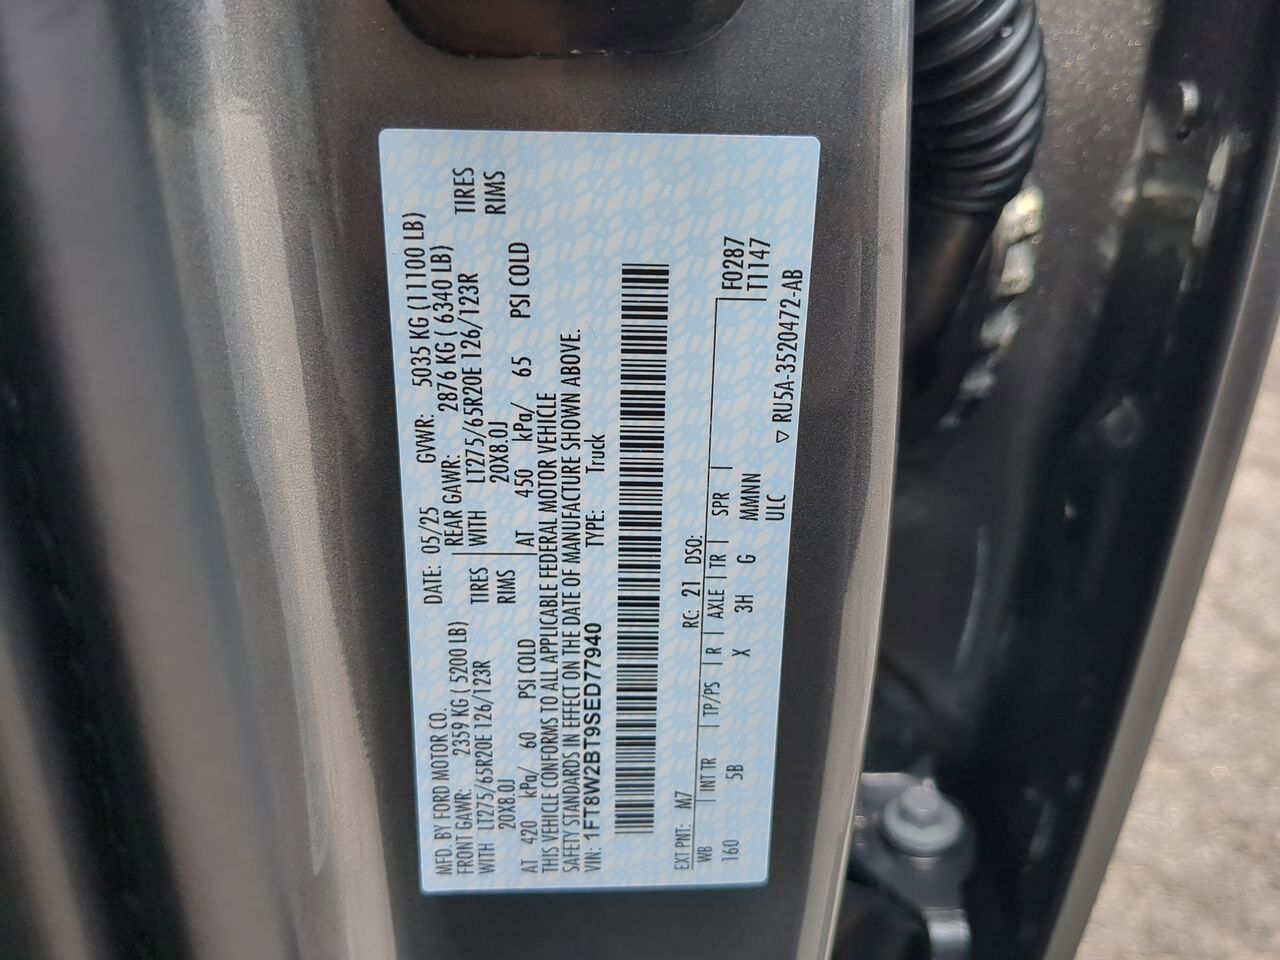 MFD. BY FORD MOTOR CO.
DATE: 05/25 GVWR: 5035 KG (11100 LB)
FRONT GAWR: 2359 KG ( 5200 LB)
REAR GAWR: 2876 KG ( 6340 LB)
WITH LT275/65R20E 126/123R TIRES
WITH LT275/65R20E 126/123R TIRES
20X8.0J RIMS
20X8.0J RIMS
AT 420 kPa/ 60 PSI COLD
AT 450 kPa/ 65 PSI COLD
THIS VEHICLE CONFORMS TO ALL APPLICABLE FEDERAL MOTOR VEHICLE
SAFETY STANDARDS IN EFFECT ON THE DATE OF MANUFACTURE SHOWN ABOVE.
VIN: 1FT8W2BT9SED77940 TYPE: Truck
EXT PNT: M7 RC: 21 DSO:
WB INT TR TP/PS R AXLE TR SPR F0287
160 5B X 3H G MMNN T1147
ULC
▽ RU5A-3520472-AB